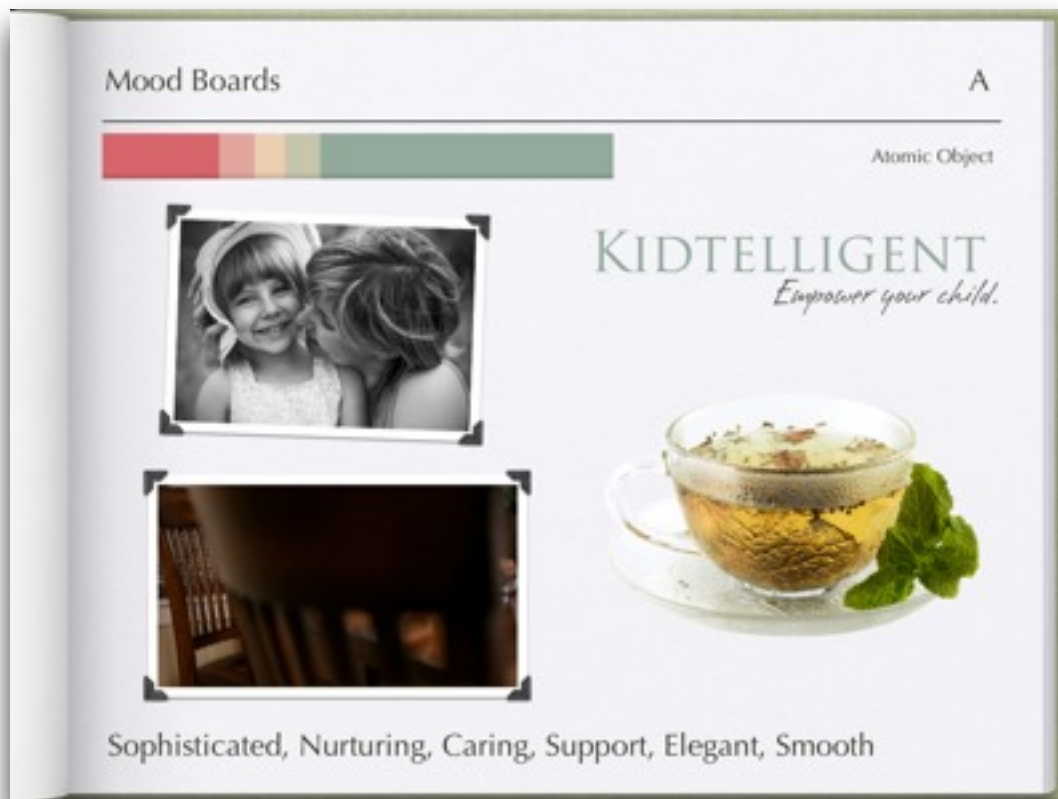 Mood Boards
A
Atomic Object
KIDTELLIGENT
Empower your child.
Sophisticated, Nurturing, Caring, Support, Elegant, Smooth